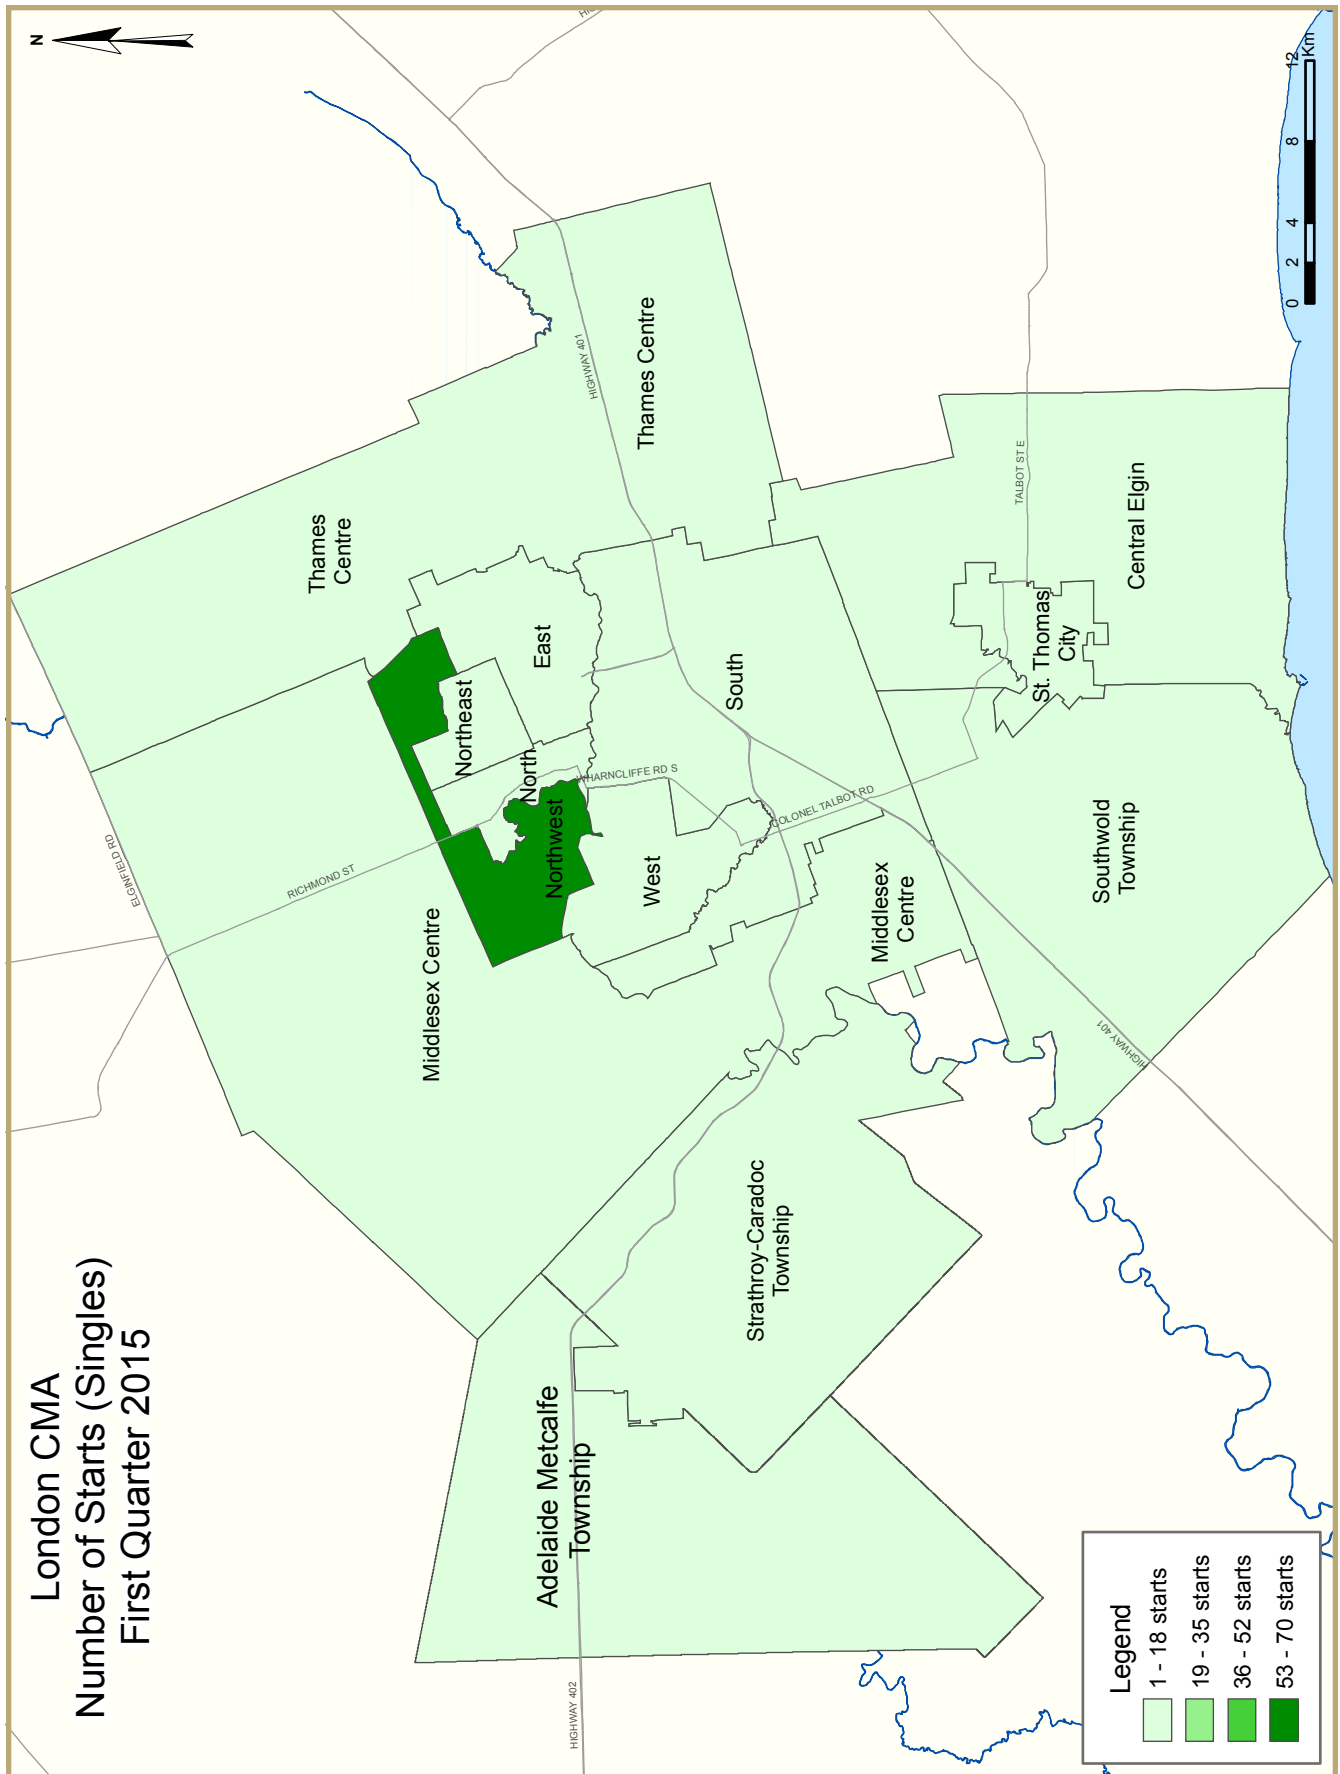 London CMA
Number of Starts (Singles)
First Quarter 2015
N
ELGINFIELD RD
RICHMOND ST
Thames
Centre
Middlesex Centre
Northeast
North
East
Northwest
West
WHARNCLIFFE RD S
HIGHWAY 401
Thames Centre
South
COLONEL TALBOT RD
Middlesex
Centre
Adelaide Metcalfe
Township
HIGHWAY 402
Strathroy-Caradoc
Township
TALBOT ST E
St. Thomas
City
Central Elgin
Southwold
Township
HIGHWAY 401
Legend
1 - 18 starts
19 - 35 starts
36 - 52 starts
53 - 70 starts
0 2 4 8 12
Km